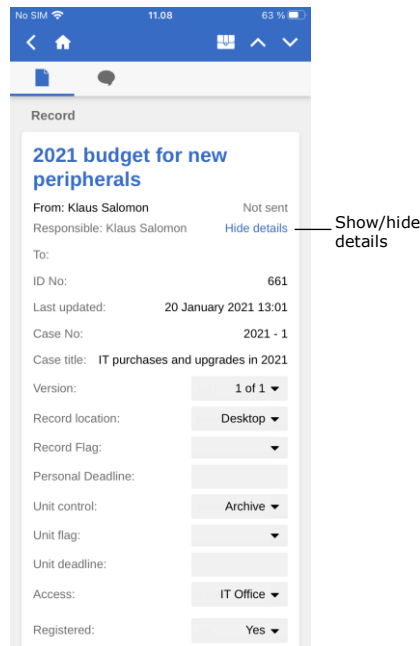 No SIM 11.08 63 %
Record
2021 budget for new
peripherals
From: Klaus Salomon Not sent
Responsible: Klaus Salomon Hide details
Show/hide
details
To:
ID No: 661
Last updated: 20 January 2021 13:01
Case No: 2021 - 1
Case title: IT purchases and upgrades in 2021
Version: 1 of 1
Record location: Desktop
Record Flag:
Personal Deadline:
Unit control: Archive
Unit flag:
Unit deadline:
Access: IT Office
Registered: Yes